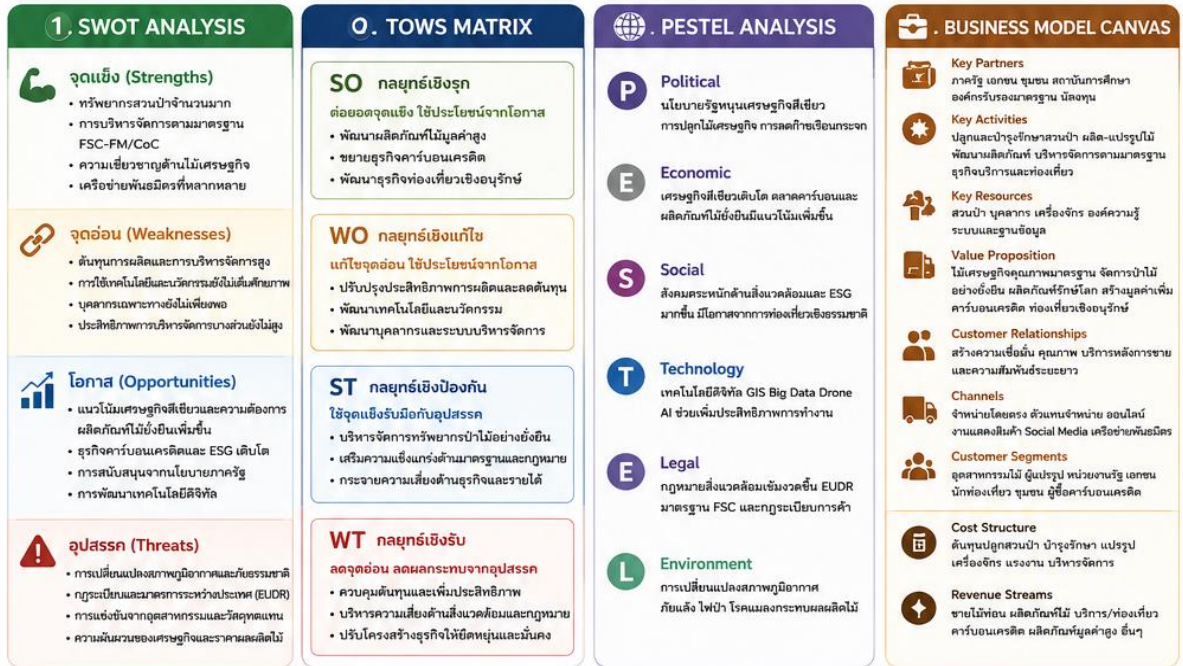 1. SWOT ANALYSIS
จุดแข็ง (Strengths)
• ทรัพยากรสวนป่าจำนวนมาก
• การบริหารจัดการตามมาตรฐาน
FSC-FM/CoC
• ความเชี่ยวชาญด้านไม้เศรษฐกิจ
• เครือข่ายพันธมิตรที่หลากหลาย
จุดอ่อน (Weaknesses)
• ต้นทุนการผลิตและการบริหารจัดการสูง
• การใช้เทคโนโลยีและนวัตกรรมยังไม่เต็มศักยภาพ
• บุคลากรเฉพาะทางยังไม่เพียงพอ
• ประสิทธิภาพการบริหารจัดการบางส่วนยังไม่สูง
โอกาส (Opportunities)
• แนวโน้มเศรษฐกิจสีเขียวและความต้องการ
ผลิตภัณฑ์ไม้ยั่งยืนเพิ่มขึ้น
• ธุรกิจคาร์บอนเครดิตและ ESG เติบโต
• การสนับสนุนจากนโยบายภาครัฐ
• การพัฒนาเทคโนโลยีดิจิทัล
อุปสรรค (Threats)
• การเปลี่ยนแปลงสภาพภูมิอากาศและภัยธรรมชาติ
• กฎระเบียบและมาตรการระหว่างประเทศ (EUDR)
• การแข่งขันจากอุตสาหกรรมและวัสดุทดแทน
• ความผันผวนของเศรษฐกิจและราคาผลผลิตไม้
. TOWS MATRIX
SO กลยุทธ์เชิงรุก
ต่อยอดจุดแข็ง ใช้ประโยชน์จากโอกาส
• พัฒนาผลิตภัณฑ์ไม้มูลค่าสูง
• ขยายธุรกิจคาร์บอนเครดิต
• พัฒนาธุรกิจท่องเที่ยวเชิงอนุรักษ์
WO กลยุทธ์เชิงแก้ไข
แก้ไขจุดอ่อน ใช้ประโยชน์จากโอกาส
• ปรับปรุงประสิทธิภาพการผลิตและลดต้นทุน
• พัฒนาเทคโนโลยีและนวัตกรรม
• พัฒนาบุคลากรและระบบบริหารจัดการ
ST กลยุทธ์เชิงป้องกัน
ใช้จุดแข็งรับมือกับอุปสรรค
• บริหารจัดการทรัพยากรป่าไม้อย่างยั่งยืน
• เสริมความแข็งแกร่งด้านมาตรฐานและกฎหมาย
• กระจายความเสี่ยงด้านธุรกิจและรายได้
WT กลยุทธ์เชิงรับ
ลดจุดอ่อน ลดผลกระทบจากอุปสรรค
• ควบคุมต้นทุนและเพิ่มประสิทธิภาพ
• บริหารความเสี่ยงด้านสิ่งแวดล้อมและกฎหมาย
• ปรับโครงสร้างธุรกิจให้ยืดหยุ่นและมั่นคง
. PESTEL ANALYSIS
P Political
นโยบายรัฐหนุนเศรษฐกิจสีเขียว
การปลูกไม้เศรษฐกิจ การลดก๊าซเรือนกระจก
E Economic
เศรษฐกิจสีเขียวเติบโต ตลาดคาร์บอนและ
ผลิตภัณฑ์ไม้ยั่งยืนมีแนวโน้มเพิ่มขึ้น
S Social
สังคมตระหนักด้านสิ่งแวดล้อมและ ESG
มากขึ้น มีโอกาสจากการท่องเที่ยวเชิงธรรมชาติ
T Technology
เทคโนโลยีดิจิทัล GIS Big Data Drone
AI ช่วยเพิ่มประสิทธิภาพการทำงาน
E Legal
กฎหมายสิ่งแวดล้อมเข้มงวดขึ้น EUDR
มาตรฐาน FSC และกฎระเบียบการค้า
L Environment
การเปลี่ยนแปลงสภาพภูมิอากาศ
ภัยแล้ง ไฟป่า โรคแมลงกระทบผลผลิตไม้
. BUSINESS MODEL CANVAS
Key Partners
ภาครัฐ เอกชน ชุมชน สถาบันการศึกษา
องค์กรรับรองมาตรฐาน นักลงทุน
Key Activities
ปลูกและบำรุงรักษาสวนป่า ผลิต-แปรรูปไม้
พัฒนาผลิตภัณฑ์ บริหารจัดการตามมาตรฐาน
ธุรกิจบริการและท่องเที่ยว
Key Resources
สวนป่า บุคลากร เครื่องจักร องค์ความรู้
ระบบและฐานข้อมูล
Value Proposition
ไม้เศรษฐกิจคุณภาพมาตรฐาน จัดการป่าไม้
อย่างยั่งยืน ผลิตภัณฑ์รักษ์โลก สร้างมูลค่าเพิ่ม
คาร์บอนเครดิต ท่องเที่ยวเชิงอนุรักษ์
Customer Relationships
สร้างความเชื่อมั่น คุณภาพ บริการหลังการขาย
และความสัมพันธ์ระยะยาว
Channels
จำหน่ายโดยตรง ตัวแทนจำหน่าย ออนไลน์
งานแสดงสินค้า Social Media เครือข่ายพันธมิตร
Customer Segments
อุตสาหกรรมไม้ ผู้แปรรูป หน่วยงานรัฐ เอกชน
นักท่องเที่ยว ชุมชน ผู้ซื้อคาร์บอนเครดิต
Cost Structure
ต้นทุนปลูกสวนป่า บำรุงรักษา แปรรูป
เครื่องจักร แรงงาน บริหารจัดการ
Revenue Streams
ขายไม้ท่อน ผลิตภัณฑ์ไม้ บริการ/ท่องเที่ยว
คาร์บอนเครดิต ผลิตภัณฑ์มูลค่าสูง อื่นๆ